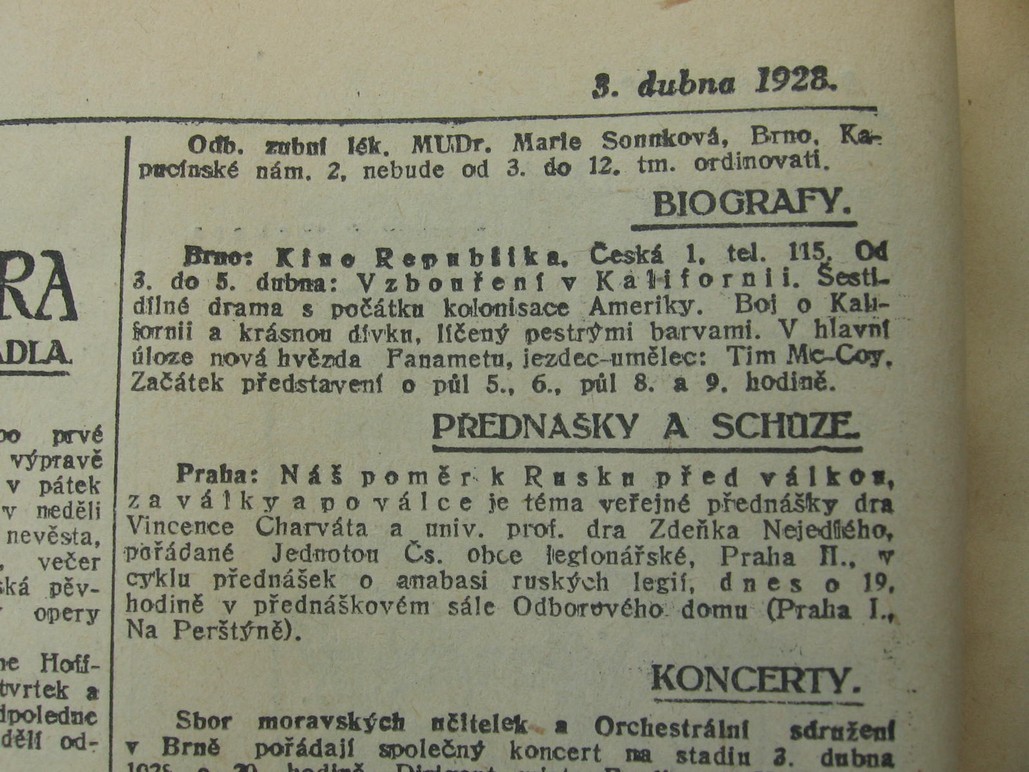 3. dubna 1928.
RA
ADLA.
po prvé
výpravě
v pátek
v neděli
nevěsta,
večer
ská pěv-
opery
ne Hoff-
tvrtek a
dpoledne
dělí od-
Odb. zubní lék. MUDr. Marie Sonnková, Brno, Ka-
pucínské nám. 2, nebude od 3. do 12. tm. ordinovati.
BIOGRAFY.
Brno: Kino Republika, Česká 1, tel. 115. Od
3. do 5. dubna: Vzbouření v Kalifornii. Šesti-
dílné drama s počátku kolonisace Ameriky. Boj o Kali-
fornii a krásnou dívku, líčený pestrými barvami. V hlavní
úloze nová hvězda Fanametu, jezdec-umělec: Tim Mc-Coy.
Začátek představení o půl 5., 6., půl 8. a 9. hodině.
PŘEDNÁŠKY A SCHŮZE.
Praha: Náš poměr k Rusku před válkou,
za války a po válce je téma veřejné přednášky dra
Vincence Charváta a univ. prof. dra Zdeňka Nejedlého,
pořádané Jednotou Čs. obce legionářské, Praha II., v
cyklu přednášek o anabasi ruských legií, dnes o 19.
hodině v přednáškovém sále Odborového domu (Praha I.,
Na Perštýně).
KONCERTY.
Sbor moravských učitelek a Orchestrální sdružení
v Brně pořádají společný koncert na stadiu 3. dubna
1928 o 20. hodině. Dirigent